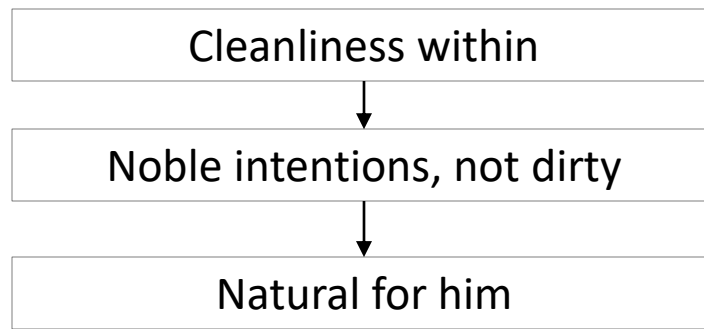 Cleanliness within
Noble intentions, not dirty
Natural for him